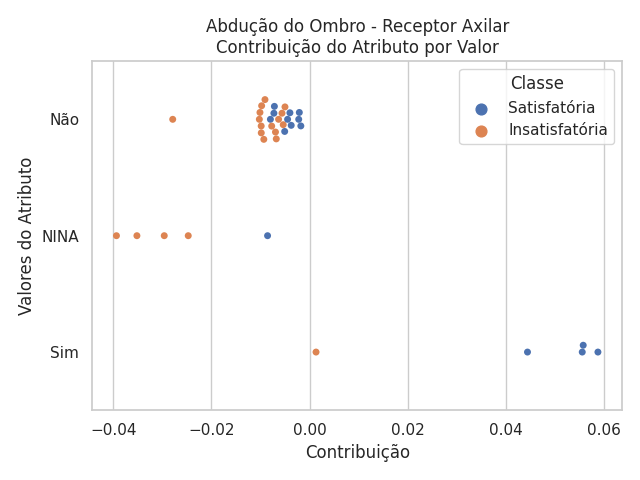 Abdução do Ombro - Receptor Axilar
Contribuição do Atributo por Valor
Classe
Satisfatória
Insatisfatória
Valores do Atributo
Não
NINA
Sim
−0.04
−0.02
0.00
0.02
0.04
0.06
Contribuição